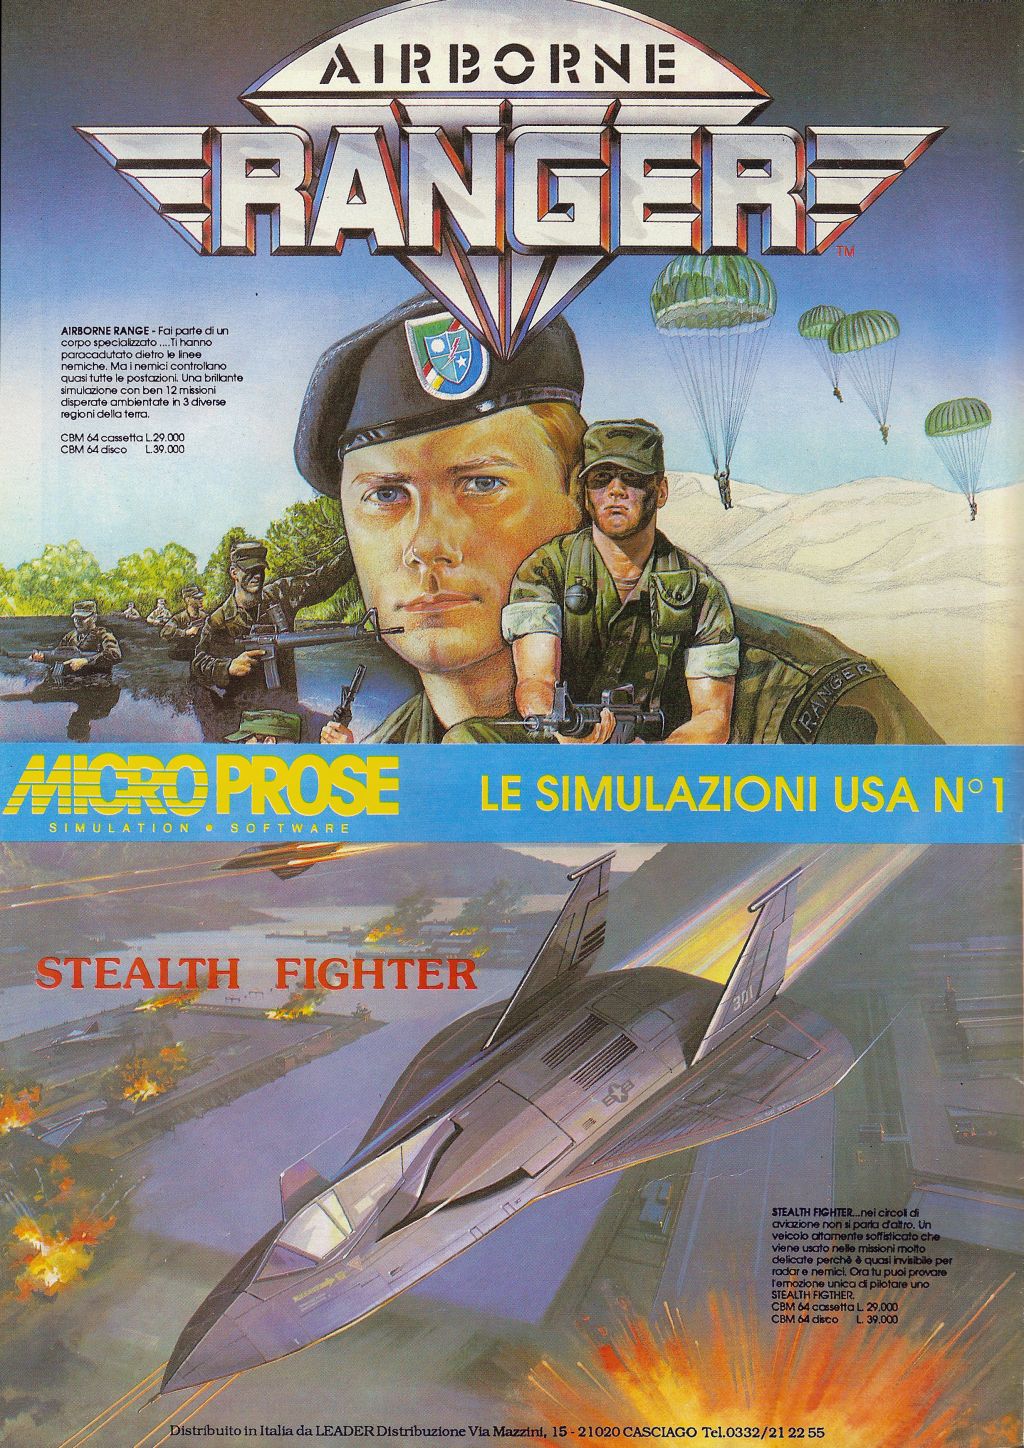 AIRBORNE
RANGER
TM
AIRBORNE RANGE - Fai parte di un
corpo specializzato ....Ti hanno
paracadutato dietro le linee
nemiche. Ma i nemici controllano
quasi tutte le postazioni. Una brillante
simulazione con ben 12 missioni
disperate ambientate in 3 diverse
regioni della terra.
CBM 64 cassetta L.29.000
CBM 64 disco L.39.000
RANGER
MICRO PROSE
SIMULATION • SOFTWARE
LE SIMULAZIONI USA N° 1
STEALTH FIGHTER
301
STEALTH FIGHTER...nei circoli di
aviazione non si parla d'altro. Un
veicolo altamente soffisticato che
viene usato nelle missioni molto
delicate perchè è quasi invisibile per
radar e nemici. Ora tu puoi provare
l'emozione unica di pilotare uno
STEALTH FIGTHER.
CBM 64 cassetta L. 29.000
CBM 64 disco L. 39.000
Distribuito in Italia da LEADER Distribuzione Via Mazzini, 15 - 21020 CASCIAGO Tel.0332/21 22 55